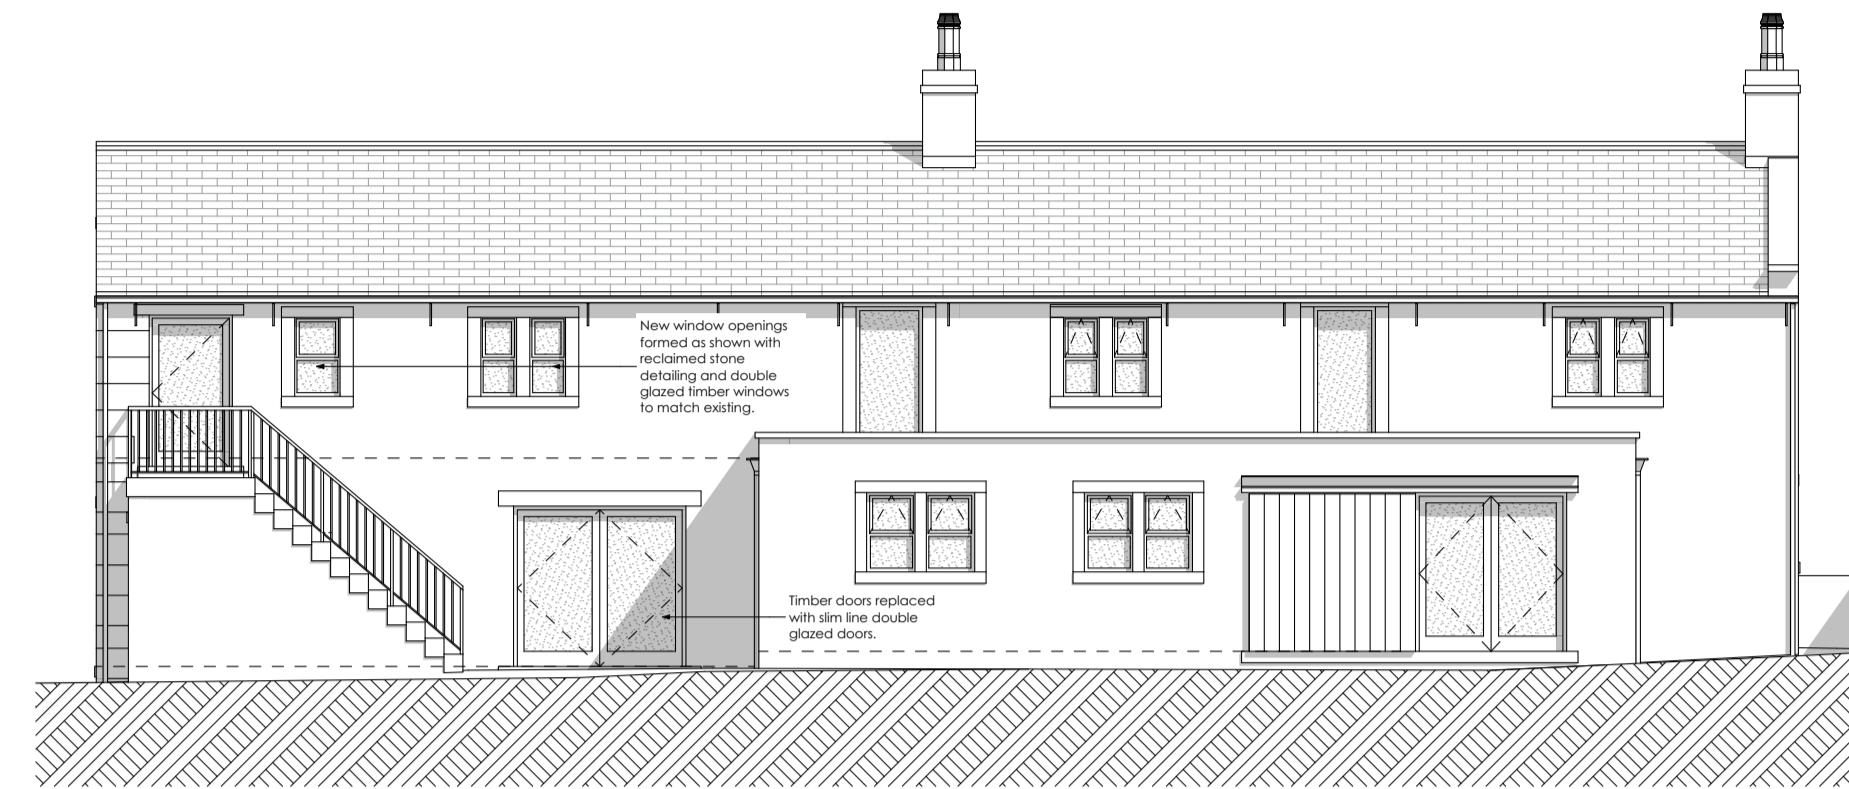 New window openings
formed as shown with
reclaimed stone
detailing and double
glazed timber windows
to match existing.
Timber doors replaced
with slim line double
glazed doors.